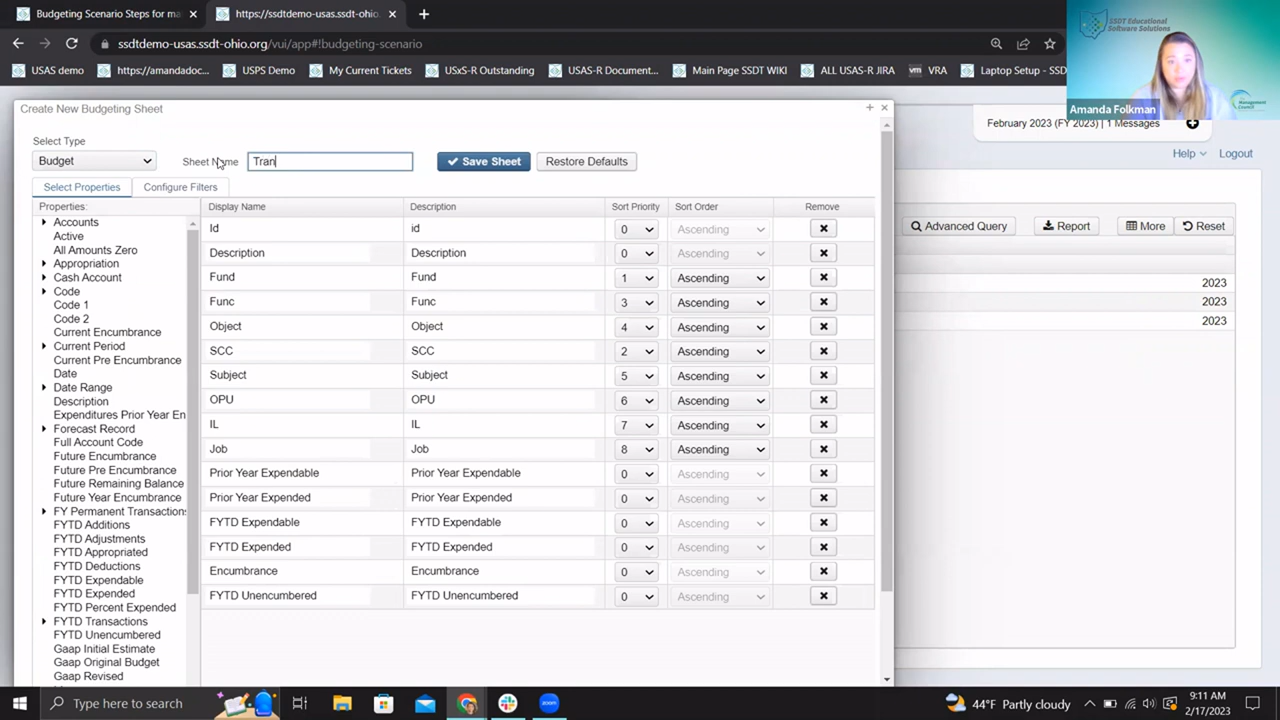 Budgeting Scenario Steps for ma
https://ssdtdemo-usas.ssdt-ohio.
ssdtdemo-usas.ssdt-ohio.org/vui/app#!budgeting-scenario
USAS demo
https://amandadoc...
USPS Demo
My Current Tickets
USxS-R Outstanding
USAS-R Document...
Main Page SSDT WIKI
ALL USAS-R JIRA
vm VRA
Laptop Setup - SSD
SSDT Educational
Software Solutions
Management
Council
Amanda Folkman
Create New Budgeting Sheet
February 2023 (FY 2023) | 1 Messages
Help
Logout
Select Type
Budget
Sheet Name
Tran
Save Sheet
Restore Defaults
Select Properties
Configure Filters
Properties:
Display Name
Description
Sort Priority
Sort Order
Remove
Advanced Query
Report
More
Reset
2023
2023
2023
Accounts
Active
All Amounts Zero
Appropriation
Cash Account
Code
Code 1
Code 2
Current Encumbrance
Current Period
Current Pre Encumbrance
Date
Date Range
Description
Expenditures Prior Year En
Forecast Record
Full Account Code
Future Encumbrance
Future Pre Encumbrance
Future Remaining Balance
Future Year Encumbrance
FY Permanent Transactions
FYTD Additions
FYTD Adjustments
FYTD Appropriated
FYTD Deductions
FYTD Expendable
FYTD Expended
FYTD Percent Expended
FYTD Transactions
FYTD Unencumbered
Gaap Initial Estimate
Gaap Original Budget
Gaap Revised
Id id 0 Ascending
Description Description 0 Ascending
Fund Fund 1 Ascending
Func Func 3 Ascending
Object Object 4 Ascending
SCC SCC 2 Ascending
Subject Subject 5 Ascending
OPU OPU 6 Ascending
IL IL 7 Ascending
Job Job 8 Ascending
Prior Year Expendable Prior Year Expendable 0 Ascending
Prior Year Expended Prior Year Expended 0 Ascending
FYTD Expendable FYTD Expendable 0 Ascending
FYTD Expended FYTD Expended 0 Ascending
Encumbrance Encumbrance 0 Ascending
FYTD Unencumbered FYTD Unencumbered 0 Ascending
Type here to search
44°F Partly cloudy
9:11 AM
2/17/2023